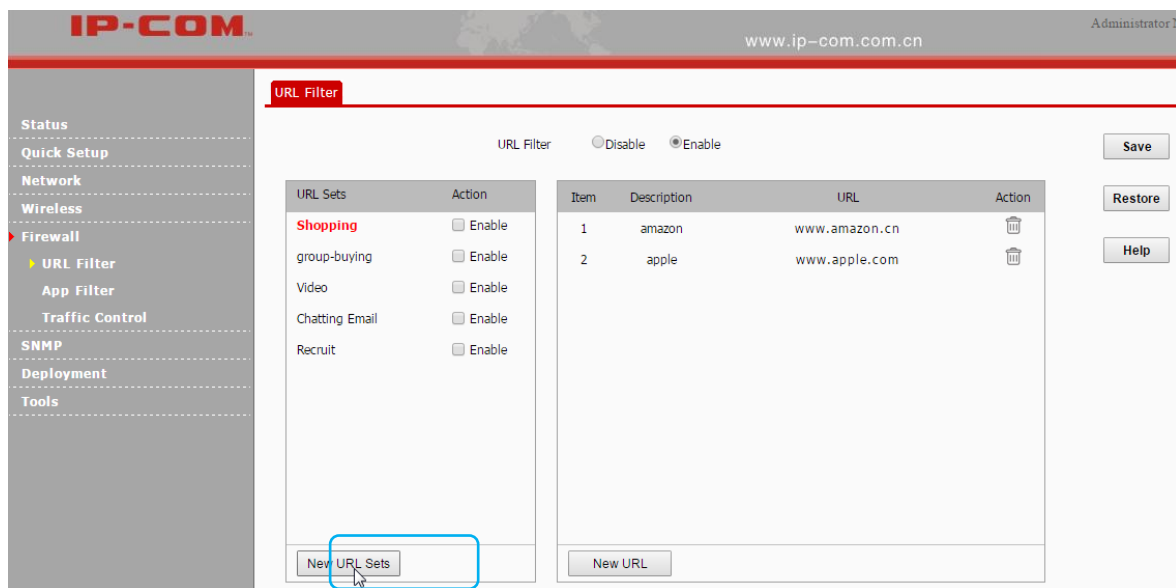 IP-COM
www.ip-com.com.cn
Administrator
URL Filter
Status
Quick Setup
Network
Wireless
Firewall
URL Filter
App Filter
Traffic Control
SNMP
Deployment
Tools
URL Filter Disable Enable
URL Sets Action
Shopping Enable
group-buying Enable
Video Enable
Chatting Email Enable
Recruit Enable
New URL Sets
Item Description URL Action
1 amazon www.amazon.cn
2 apple www.apple.com
New URL
Save
Restore
Help